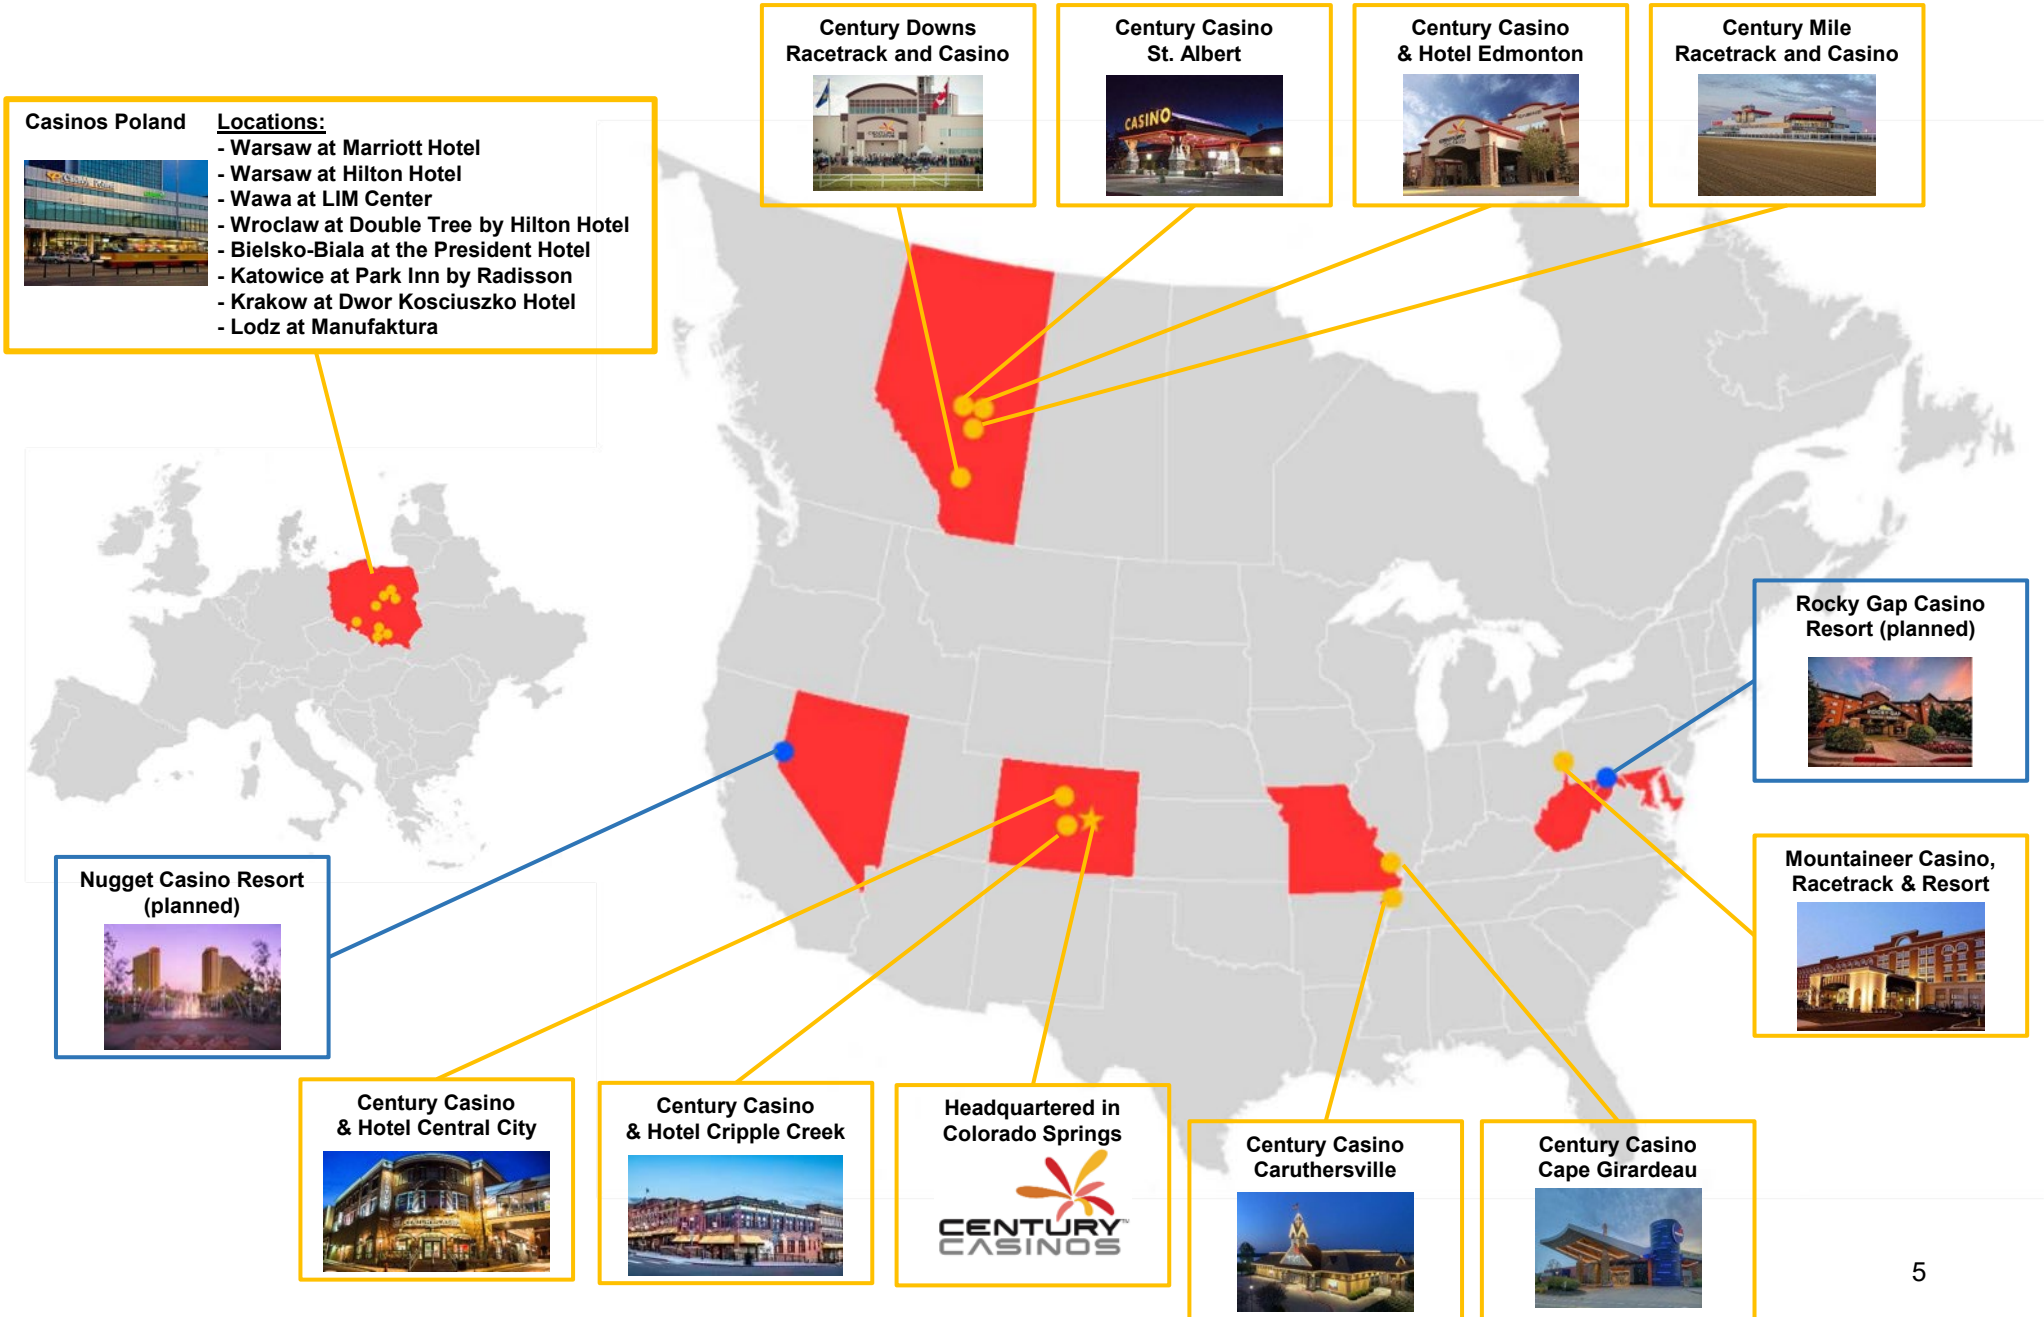 Century Downs
Racetrack and Casino
Century Casino
St. Albert
CASINO
Century Casino
& Hotel Edmonton
Century Mile
Racetrack and Casino
Casinos Poland
Locations:
- Warsaw at Marriott Hotel
- Warsaw at Hilton Hotel
- Wawa at LIM Center
- Wroclaw at Double Tree by Hilton Hotel
- Bielsko-Biala at the President Hotel
- Katowice at Park Inn by Radisson
- Krakow at Dwor Kosciuszko Hotel
- Lodz at Manufaktura
Rocky Gap Casino
Resort (planned)
ROCKY GAP
Mountaineer Casino,
Racetrack & Resort
Nugget Casino Resort
(planned)
Century Casino
& Hotel Central City
Century Casino
& Hotel Cripple Creek
Headquartered in
Colorado Springs
CENTURY™
CASINOS
Century Casino
Caruthersville
Century Casino
Cape Girardeau
5